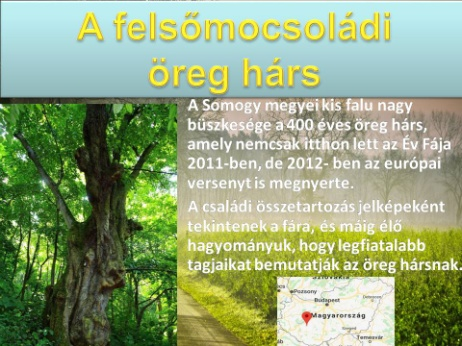 A felsőmocsoládi
öreg hárs
A Somogy megyei kis falu nagy
büszkesége a 400 éves öreg hárs,
amely nemcsak itthon lett az Év Fája
2011-ben, de 2012- ben az európai
versenyt is megnyerte.
A családi összetartozás jelképeként
tekintenek a fára, és máig élő
hagyományuk, hogy legfiatalabb
tagjaikat bemutatják az öreg hársnak.
Pozsony
Budapest
Magyarország
Temesvár